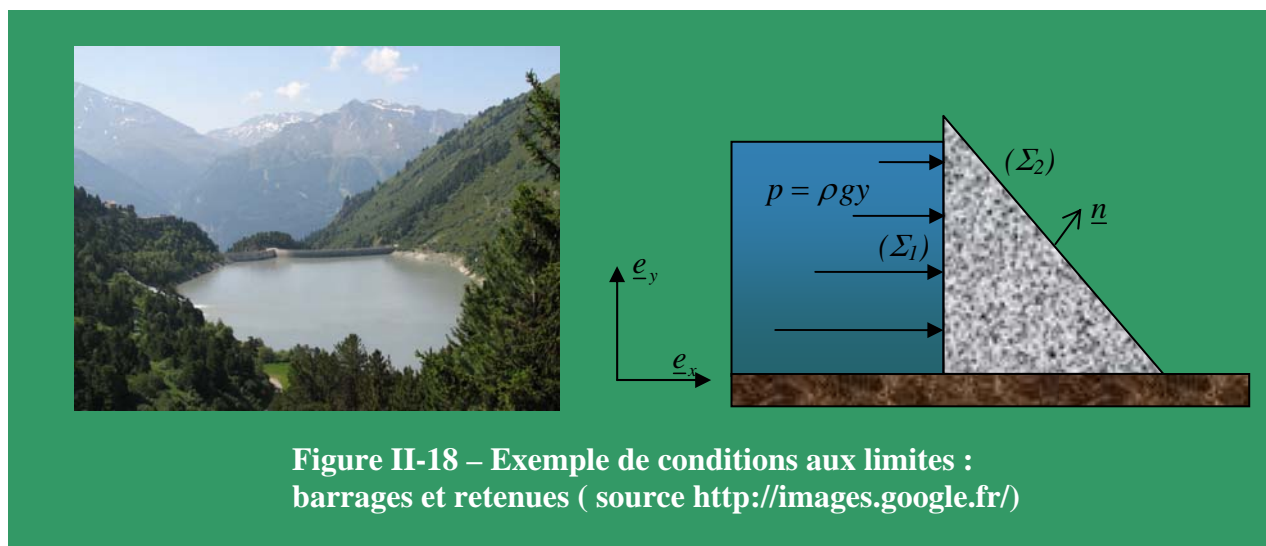 (Σ₂)
p = ρgy
n
(Σ₁)
e_y
e_x
Figure II-18 – Exemple de conditions aux limites :
barrages et retenues ( source http://images.google.fr/)